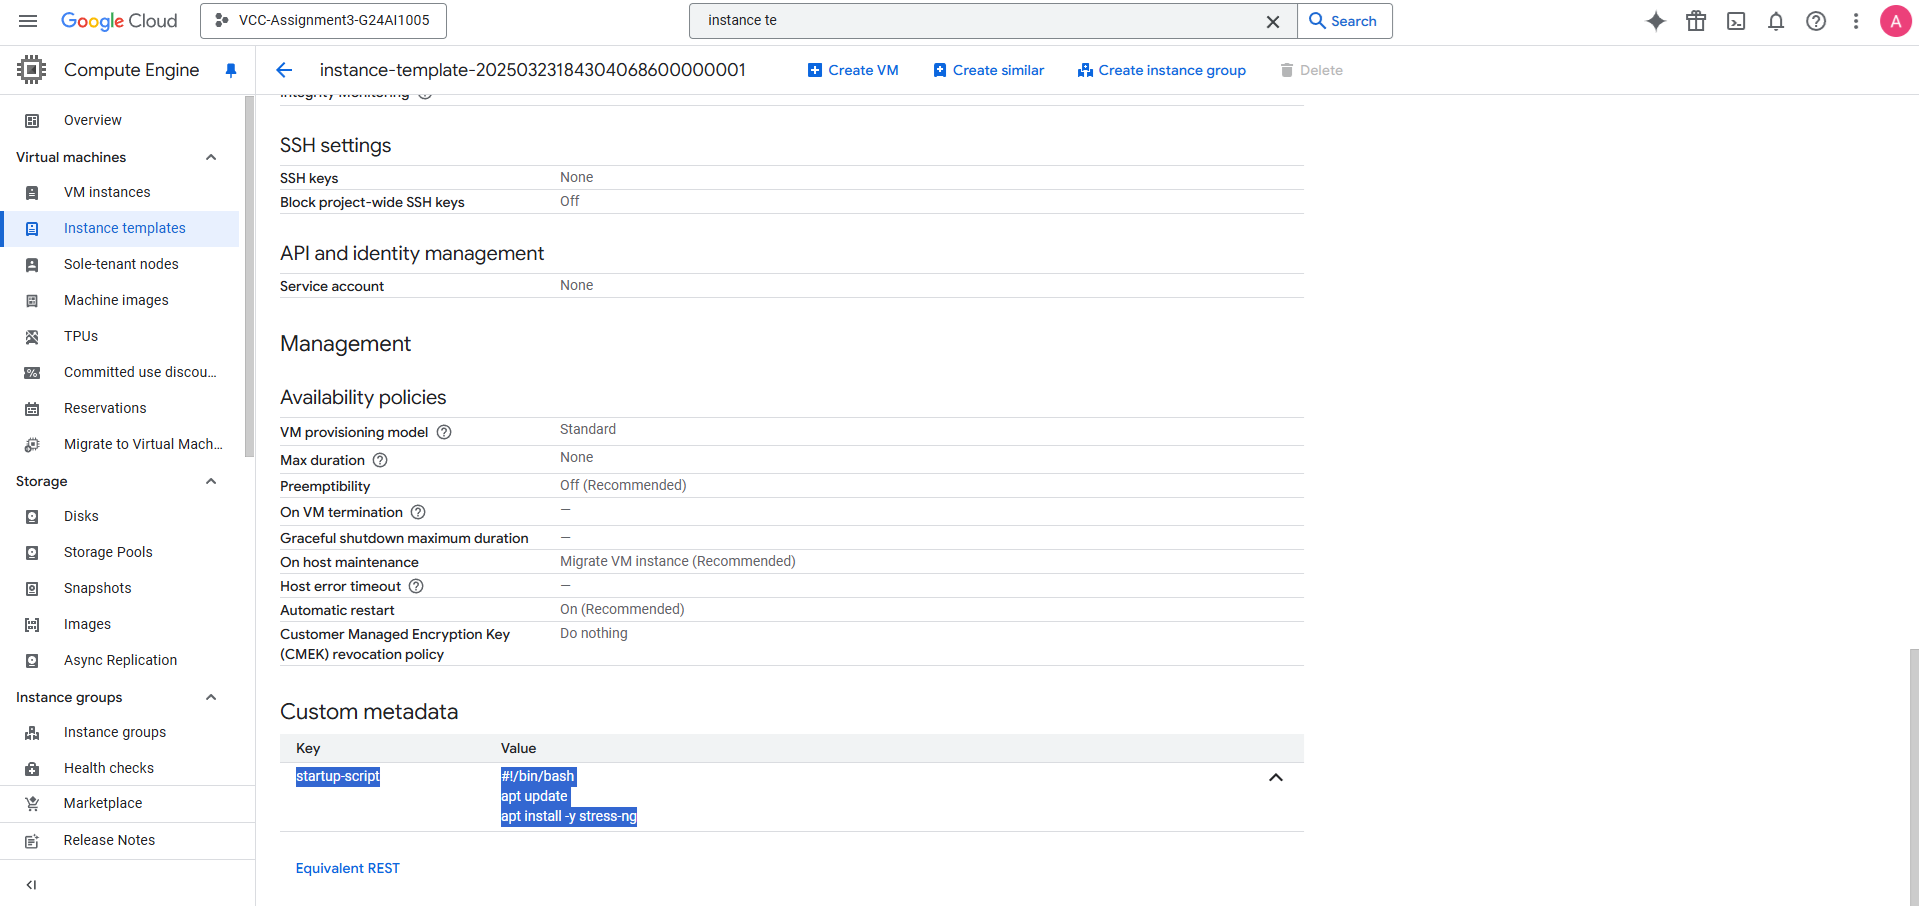 Google Cloud
VCC-Assignment3-G24AI1005
instance te
Search
A
Compute Engine
instance-template-20250323184304068600000001
Create VM
Create similar
Create instance group
Delete
Overview
Virtual machines
VM instances
Instance templates
Sole-tenant nodes
Machine images
TPUs
Committed use discou...
Reservations
Migrate to Virtual Mach...
Storage
Disks
Storage Pools
Snapshots
Images
Async Replication
Instance groups
Instance groups
Health checks
Marketplace
Release Notes
Integrity Monitoring
SSH settings
SSH keys None
Block project-wide SSH keys Off
API and identity management
Service account None
Management
Availability policies
VM provisioning model Standard
Max duration None
Preemptibility Off (Recommended)
On VM termination —
Graceful shutdown maximum duration —
On host maintenance Migrate VM instance (Recommended)
Host error timeout —
Automatic restart On (Recommended)
Customer Managed Encryption Key Do nothing
(CMEK) revocation policy
Custom metadata
Key Value
startup-script #!/bin/bash
apt update
apt install -y stress-ng
Equivalent REST